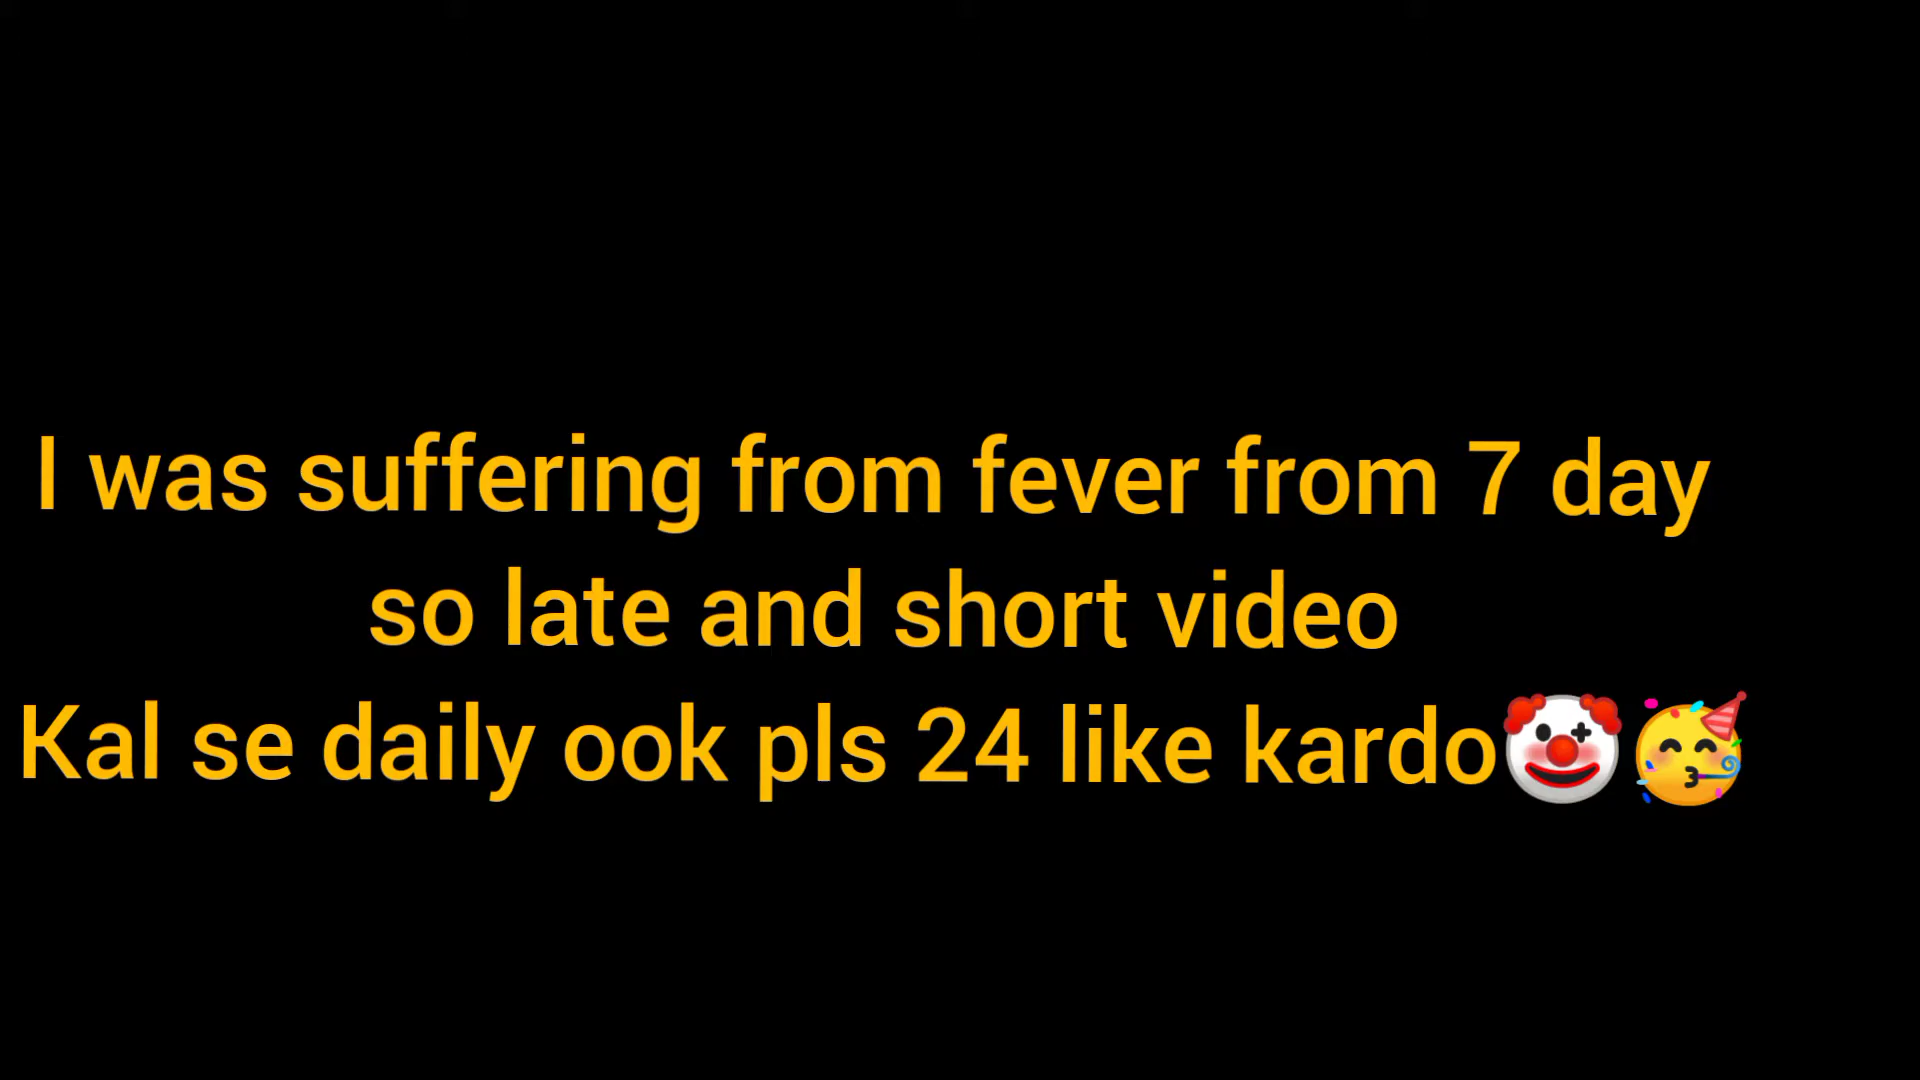 I was suffering from fever from 7 day
so late and short video
Kal se daily ook pls 24 like kardo🤡🥳